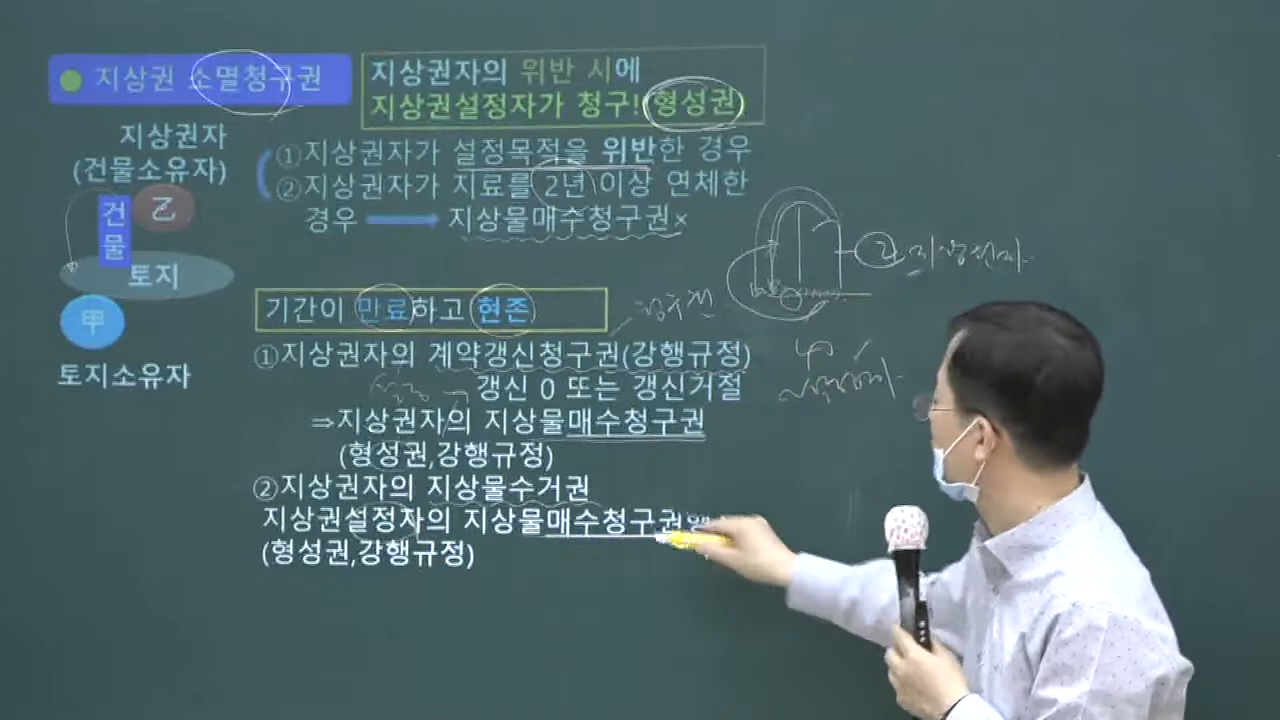 지상권 소멸청구권
지상권자의 위반 시에
지상권설정자가 청구! (형성권)
지상권자
(건물소유자)
①지상권자가 설정목적을 위반한 경우
②지상권자가 지료를 2년 이상 연체한
경우 지상물매수청구권×
건물
乙
토지
甲
토지소유자
2 지상권자
기간이 만료하고 현존
청구권
①지상권자의 계약갱신청구권(강행규정)
갱신 0 또는 갱신거절
⇒지상권자의 지상물매수청구권
(형성권,강행규정)
②지상권자의 지상물수거권
지상권설정자의 지상물매수청구권행
(형성권,강행규정)